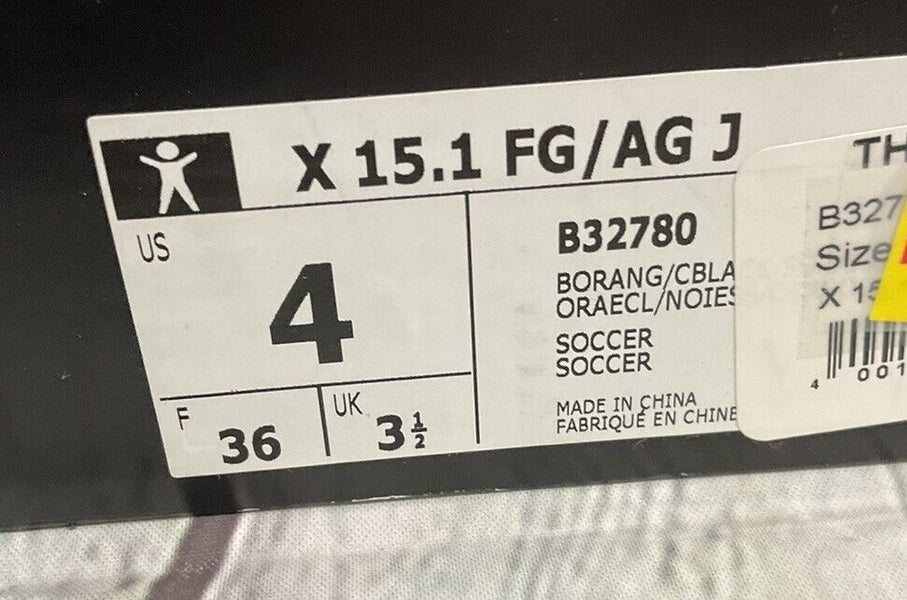 X 15.1 FG/AG J
US
4
F
36
UK
3½
B32780
BORANG/CBLA
ORAECL/NOIES
SOCCER
SOCCER
MADE IN CHINA
FABRIQUÉ EN CHINE
TH
B327
Size
X 15
4 001